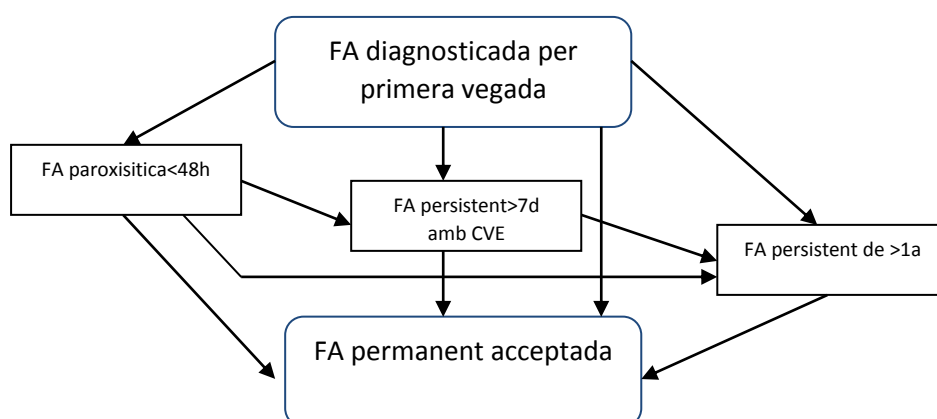 FA diagnosticada per
primera vegada
FA paroxisitica<48h
FA persistent>7d
amb CVE
FA persistent de >1a
FA permanent acceptada